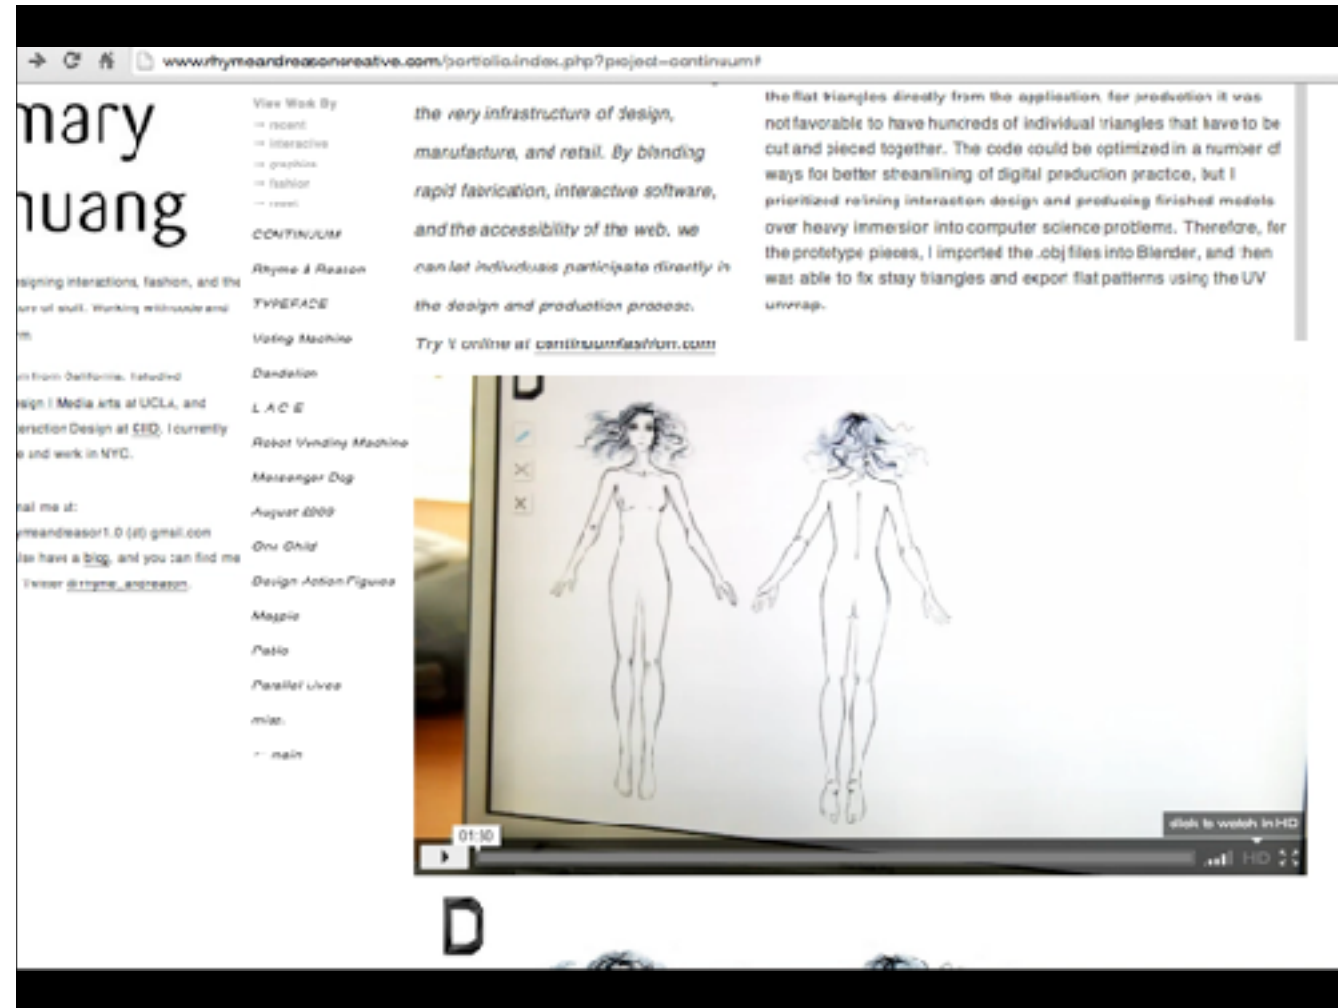 www.rhymeandreasoncreative.com/portfolio/index.php?project=continuum#
mary
huang
signing interactions, fashion, and the
ure of stuff. Working with code and
n from California. I studied
sign | Media Arts at UCLA, and
eraction Design at CIID. I currently
e and work in NYC.
mail me at:
ymeandreason1.0 (at) gmail.com
lso have a blog, and you can find me
Twitter @rhyme_andreason.
View Work By
→ recent
→ interactive
→ graphics
→ fashion
→ reset
CONTINUUM
Rhyme & Reason
TYPEFACE
Voting Machine
Dandelion
L A C E
Robot Vending Machine
Messenger Dog
August 2009
One Child
Design Action Figures
Magpie
Pablo
Parallel Lives
misc.
← main
the very infrastructure of design,
manufacture, and retail. By blending
rapid fabrication, interactive software,
and the accessibility of the web, we
can let individuals participate directly in
the design and production process.
Try it online at continuumfashion.com
the flat triangles directly from the application, for production it was
not favorable to have hundreds of individual triangles that have to be
cut and pieced together. The code could be optimized in a number of
ways for better streamlining of digital production practice, but I
prioritized refining interaction design and producing finished models
over heavy immersion into computer science problems. Therefore, for
the prototype pieces, I imported the .obj files into Blender, and then
was able to fix stray triangles and export flat patterns using the UV
unwrap.
D
click to watch in HD
HD
D